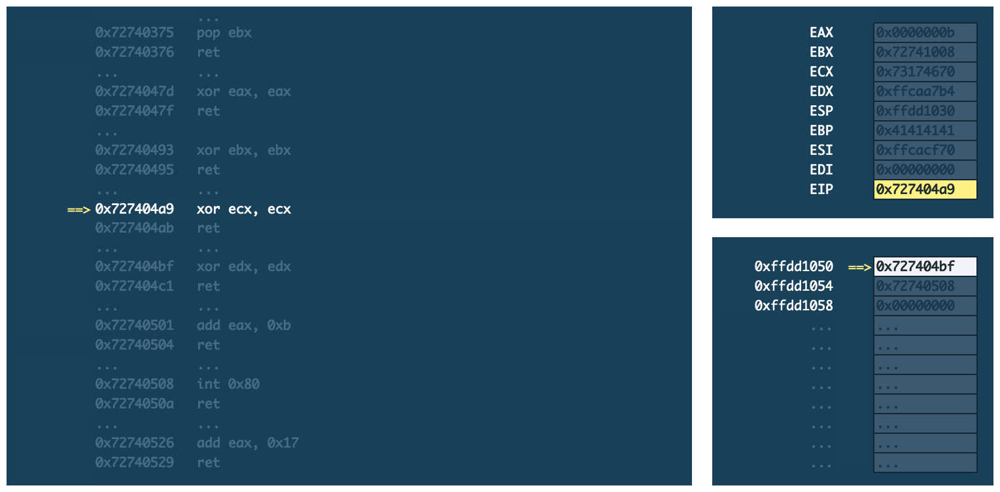 ...
0x72740375 pop ebx
0x72740376 ret
... ...
0x7274047d xor eax, eax
0x7274047f ret
...
0x72740493 xor ebx, ebx
0x72740495 ret
... ...
==> 0x727404a9 xor ecx, ecx
0x727404ab ret
... ...
0x727404bf xor edx, edx
0x727404c1 ret
... ...
0x72740501 add eax, 0xb
0x72740504 ret
... ...
0x72740508 int 0x80
0x7274050a ret
... ...
0x72740526 add eax, 0x17
0x72740529 ret
EAX 0x0000000b
EBX 0x72741008
ECX 0x73174670
EDX 0xffcaa7b4
ESP 0xffdd1030
EBP 0x41414141
ESI 0xffcacf70
EDI 0x00000000
EIP 0x727404a9
0xffdd1050 ==> 0x727404bf
0xffdd1054 0x72740508
0xffdd1058 0x00000000
... ...
... ...
... ...
... ...
... ...
... ...
... ...
... ...